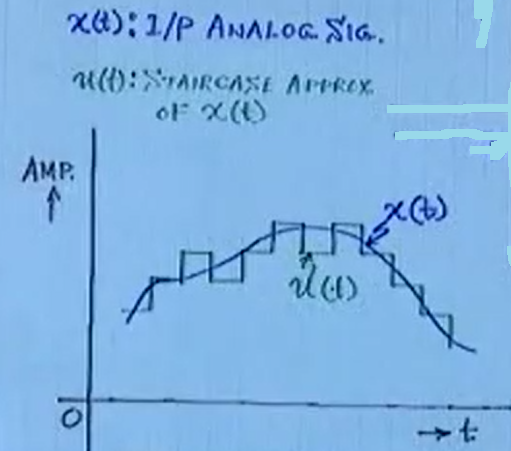 x(t): I/P ANALOG SIG.
u(t): STAIRCASE APPROX.
OF x(t)
AMP.
x(t)
u(t)
0
t